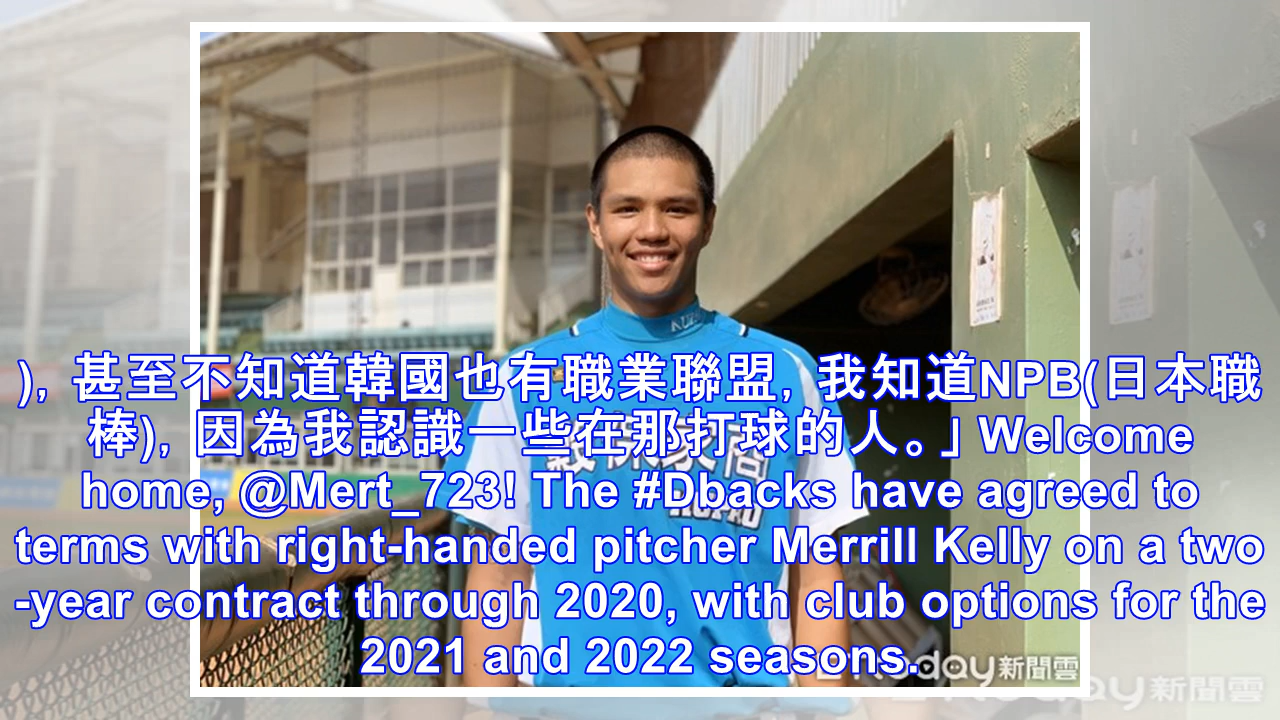 ), 甚至不知道韓國也有職業聯盟, 我知道NPB(日本職
棒), 因為我認識一些在那打球的人。」Welcome
home, @Mert_723! The #Dbacks have agreed to
terms with right-handed pitcher Merrill Kelly on a two
-year contract through 2020, with club options for the
2021 and 2022 seasons.
新聞雲
新聞雲